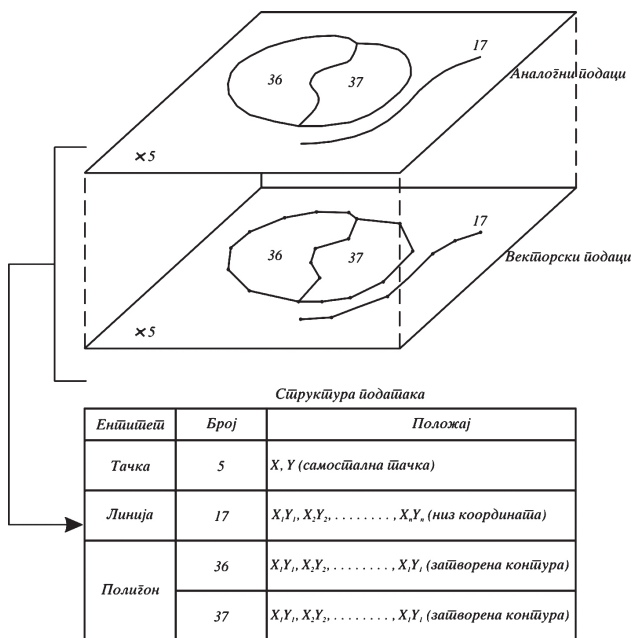 17
Аналоīни подаци
36
37
×5
17
Векторски подаци
36
37
×5
Структура података
Ентитет Број Положај
Тачка 5 X, Y (самостална тачка)
Линија 17 X₁Y₁, X₂Y₂, . . . . . . . . , XₙYₙ (низ координата)
Полигон 36 X₁Y₁, X₂Y₂, . . . . . . . . , X₁Y₁ (затворена контура)
37 X₁Y₁, X₂Y₂, . . . . . . . . , X₁Y₁ (затворена контура)